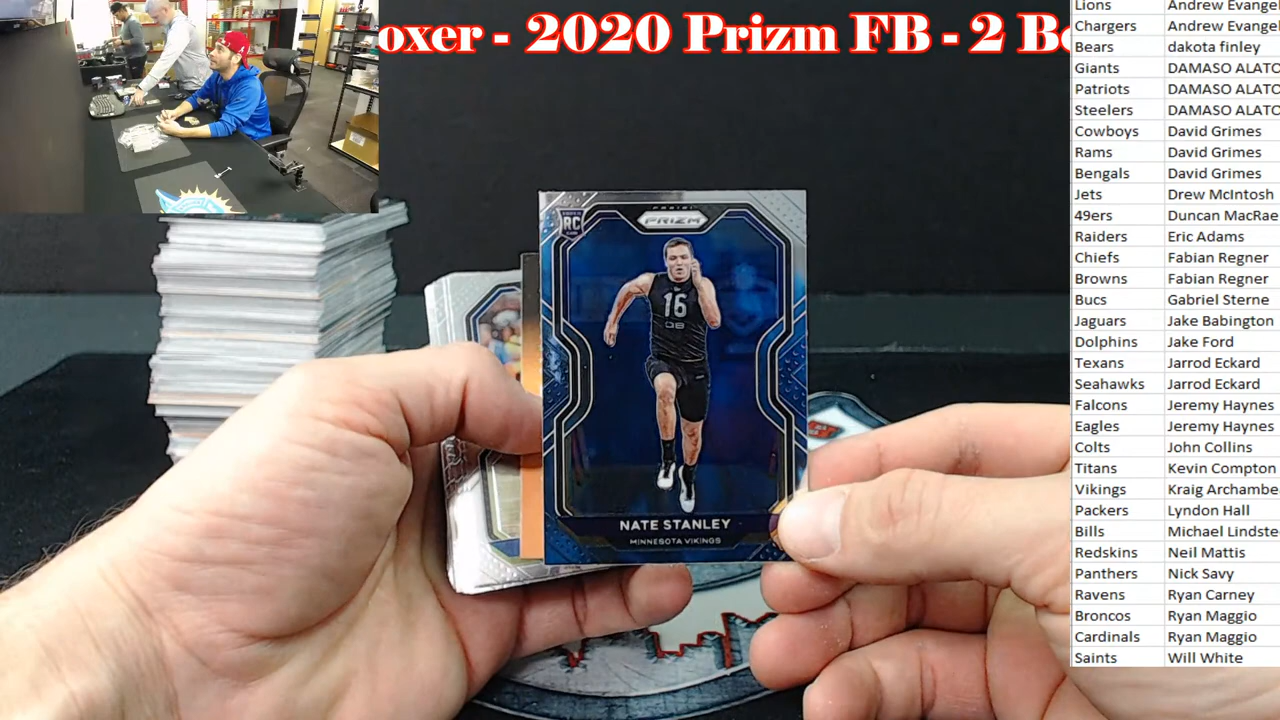 oxer - 2020 Prizm FB - 2 B
Lions Andrew Evangel
Chargers Andrew Evangel
Bears dakota finley
Giants DAMASO ALATO
Patriots DAMASO ALATO
Steelers DAMASO ALATO
Cowboys David Grimes
Rams David Grimes
Bengals David Grimes
Jets Drew McIntosh
49ers Duncan MacRae
Raiders Eric Adams
Chiefs Fabian Regner
Browns Fabian Regner
Bucs Gabriel Sterne
Jaguars Jake Babington
Dolphins Jake Ford
Texans Jarrod Eckard
Seahawks Jarrod Eckard
Falcons Jeremy Haynes
Eagles Jeremy Haynes
Colts John Collins
Titans Kevin Compton
Vikings Kraig Archambe
Packers Lyndon Hall
Bills Michael Lindste
Redskins Neil Mattis
Panthers Nick Savy
Ravens Ryan Carney
Broncos Ryan Maggio
Cardinals Ryan Maggio
Saints Will White
PANINI
PRIZM
RC
16
QB
NATE STANLEY
MINNESOTA VIKINGS